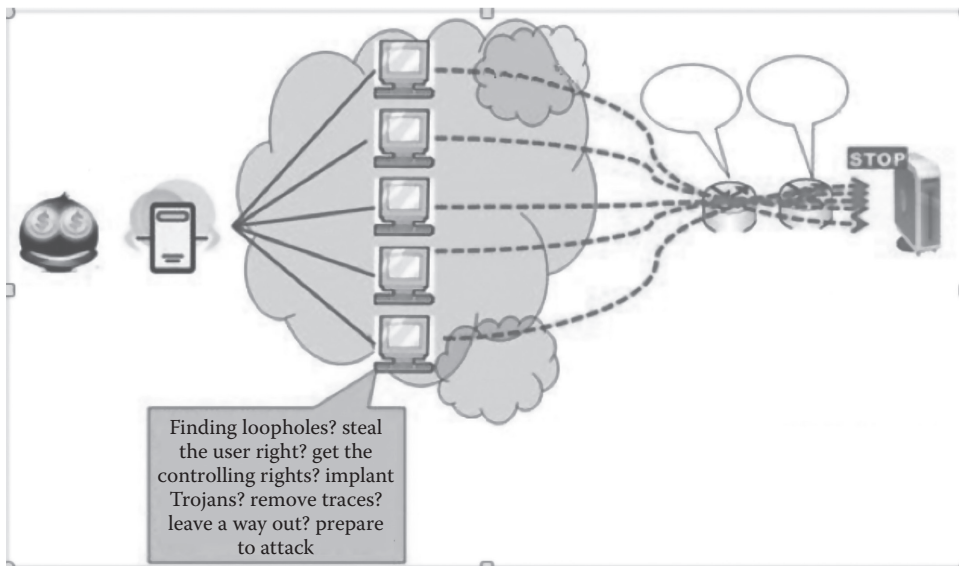 STOP
Finding loopholes? steal
the user right? get the
controlling rights? implant
Trojans? remove traces?
leave a way out? prepare
to attack